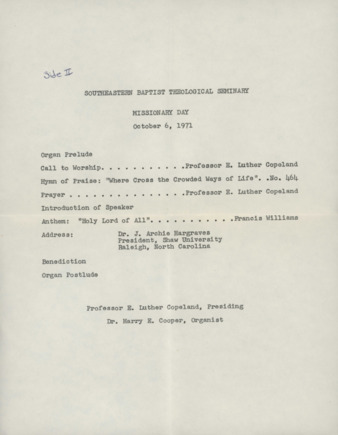 Side II
SOUTHEASTERN BAPTIST THEOLOGICAL SEMINARY
MISSIONARY DAY
October 6, 1971
Organ Prelude
Call to Worship. . . . . . . . . . .Professor E. Luther Copeland
Hymn of Praise: "Where Cross the Crowded Ways of Life". .No. 464
Prayer . . . . . . . . . . . . . . .Professor E. Luther Copeland
Introduction of Speaker
Anthem: "Holy Lord of All". . . . . . . . . .Francis Williams
Address: Dr. J. Archie Hargraves
President, Shaw University
Raleigh, North Carolina
Benediction
Organ Postlude
Professor E. Luther Copeland, Presiding
Dr. Harry E. Cooper, Organist